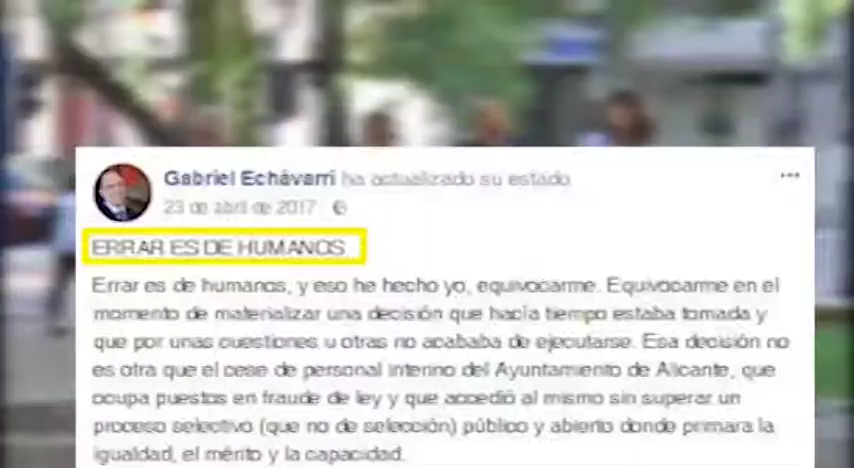 Gabriel Echávarri ha actualizado su estado
23 de abril de 2017
ERRAR ES DE HUMANOS
Errar es de humanos, y eso he hecho yo, equivocarme. Equivocarme en el
momento de materializar una decisión que hacía tiempo estaba tomada y
que por unas cuestiones u otras no acababa de ejecutarse. Esa decisión no
es otra que el cese de personal interino del Ayuntamiento de Alicante, que
ocupa puestos en fraude de ley y que accedió al mismo sin superar un
proceso selectivo (que no de selección) público y abierto donde primara la
igualdad, el mérito y la capacidad.